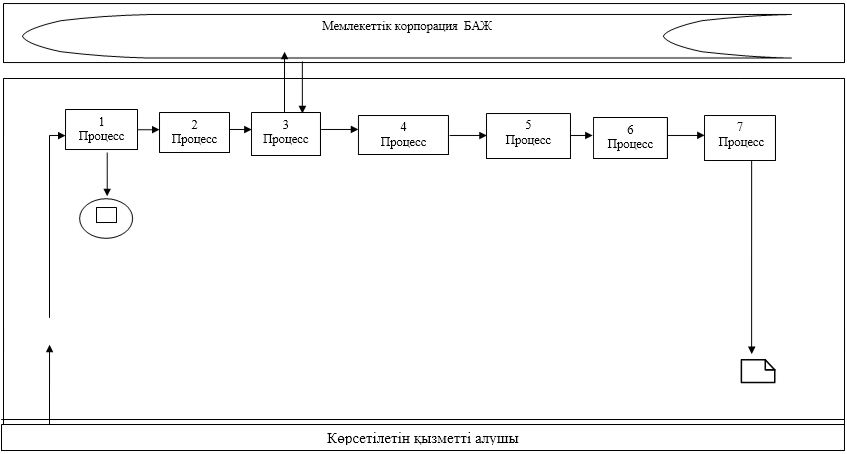 Мемлекеттік корпорация БАЖ
1
Процесс
2
Процесс
3
Процесс
4
Процесс
5
Процесс
6
Процесс
7
Процесс
Көрсетілетін қызметті алушы